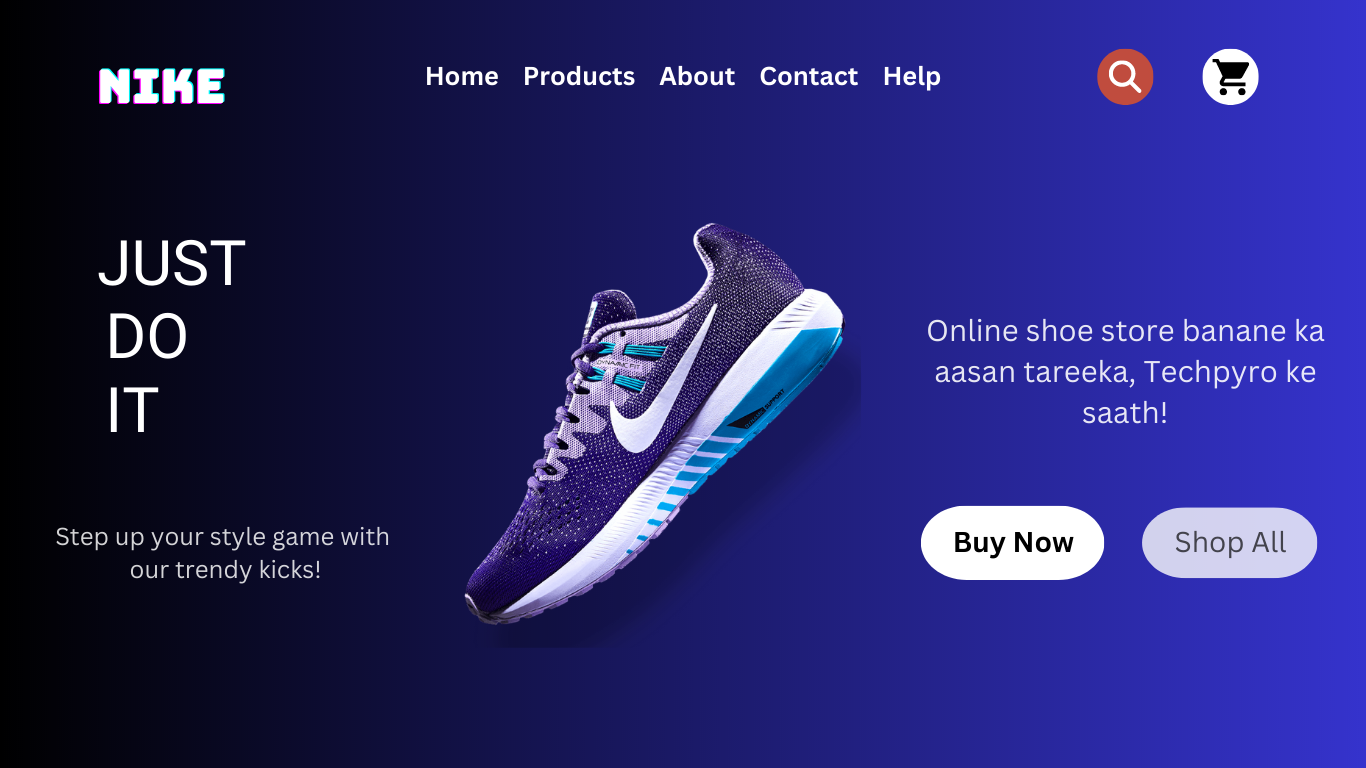 NIKE
Home Products About Contact Help
JUST
DO
IT
Online shoe store banane ka
aasan tareeka, Techpyro ke
saath!
Step up your style game with
our trendy kicks!
Buy Now
Shop All